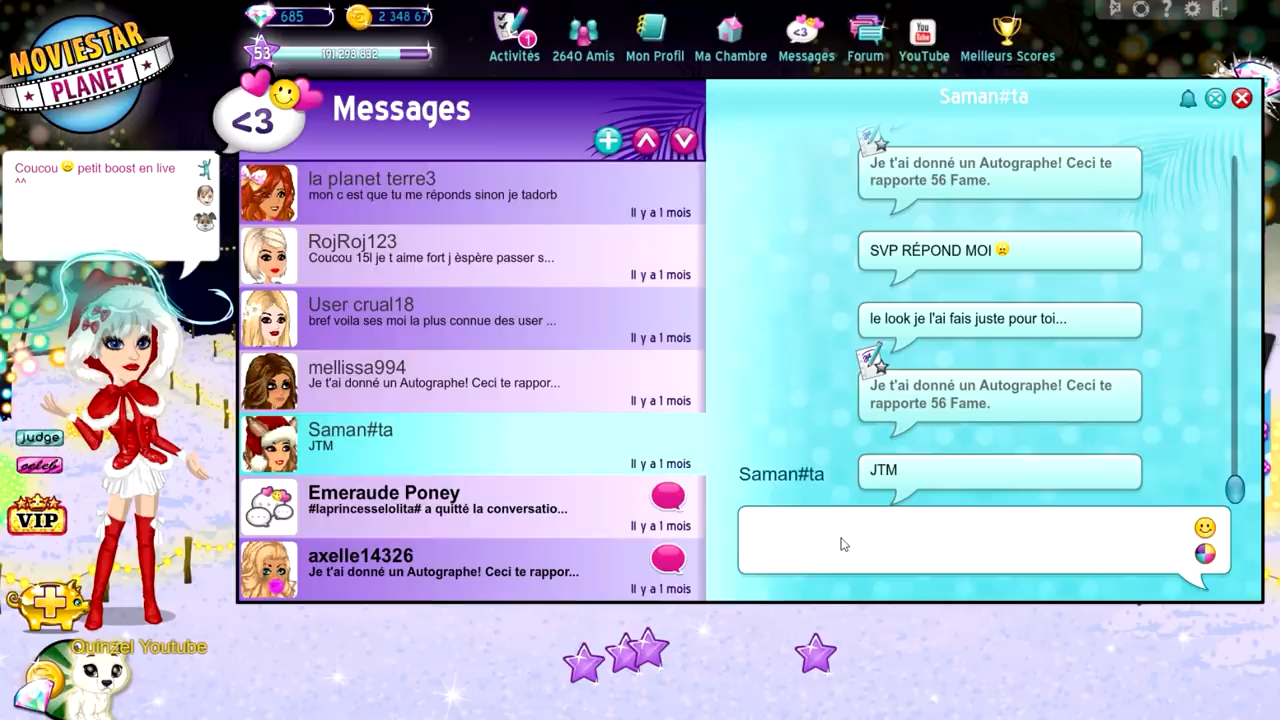 MOVIESTAR
PLANET
685
2 348 67
53
191.298.832
1
Activités
2640 Amis
Mon Profil
Ma Chambre
<3
Messages
Forum
You
Tube
YouTube
Meilleurs Scores
Coucou petit boost en live
^^
judge
celeb
VIP
Quinzel Youtube
<3
Messages
la planet terre3
mon c est que tu me réponds sinon je tadorb
Il y a 1 mois
RojRoj123
Coucou 15l je t aime fort j èspère passer s...
Il y a 1 mois
User crual18
bref voila ses moi la plus connue des user ...
Il y a 1 mois
mellissa994
Je t'ai donné un Autographe! Ceci te rappor...
Il y a 1 mois
Saman#ta
JTM
Il y a 1 mois
Emeraude Poney
#laprincesselolita# a quitté la conversatio...
Il y a 1 mois
axelle14326
Je t'ai donné un Autographe! Ceci te rappor...
Il y a 1 mois
Saman#ta
Je t'ai donné un Autographe! Ceci te
rapporte 56 Fame.
SVP RÉPOND MOI
le look je l'ai fais juste pour toi...
Je t'ai donné un Autographe! Ceci te
rapporte 56 Fame.
Saman#ta
JTM